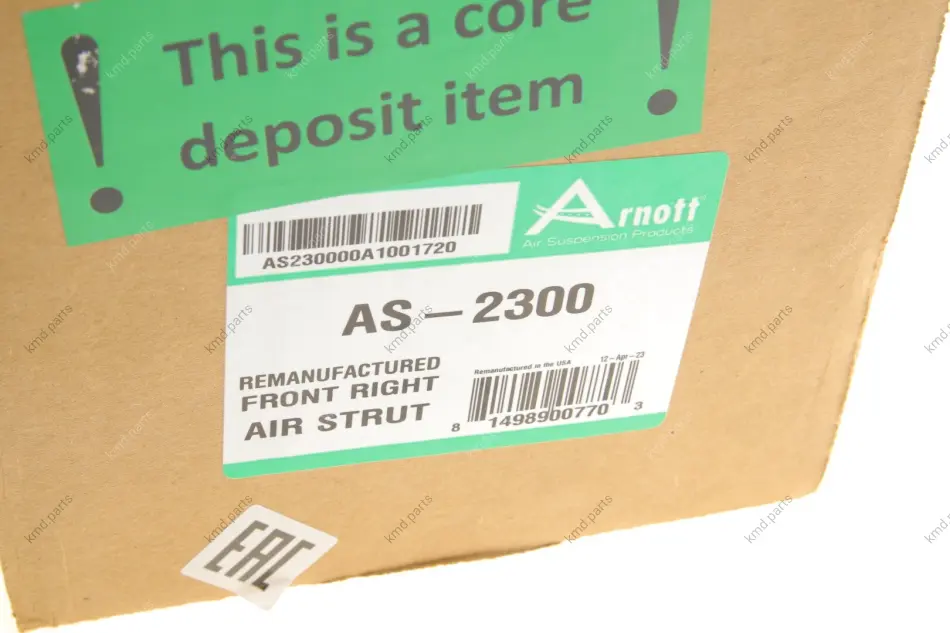 This is a core
deposit item
Arnott
Air Suspension Products
AS230000A1001720
AS–2300
REMANUFACTURED
FRONT RIGHT
AIR STRUT
Remanufactured in the USA 12–Apr–23
8 1498900770 3
EAC
kmd.parts